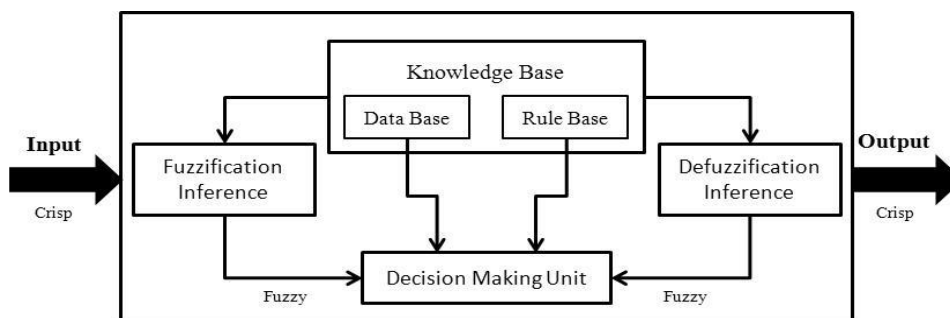 Knowledge Base
Data Base
Rule Base
Input
Crisp
Fuzzification
Inference
Defuzzification
Inference
Output
Crisp
Decision Making Unit
Fuzzy
Fuzzy